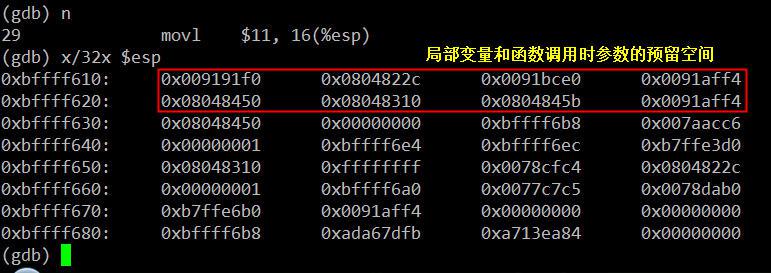 (gdb) n
29          movl   $11, 16(%esp)
(gdb) x/32x $esp
局部变量和函数调用时参数的预留空间
0xbffff610:     0x009191f0      0x0804822c      0x0091bce0      0x0091aff4
0xbffff620:     0x08048450      0x08048310      0x0804845b      0x0091aff4
0xbffff630:     0x08048450      0x00000000      0xbffff6b8      0x007aacc6
0xbffff640:     0x00000001      0xbffff6e4      0xbffff6ec      0xb7ffe3d0
0xbffff650:     0x08048310      0xffffffff      0x0078cfc4      0x0804822c
0xbffff660:     0x00000001      0xbffff6a0      0x0077c7c5      0x0078dab0
0xbffff670:     0xb7ffe6b0      0x0091aff4      0x00000000      0x00000000
0xbffff680:     0xbffff6b8      0xada67dfb      0xa713ea84      0x00000000
(gdb)